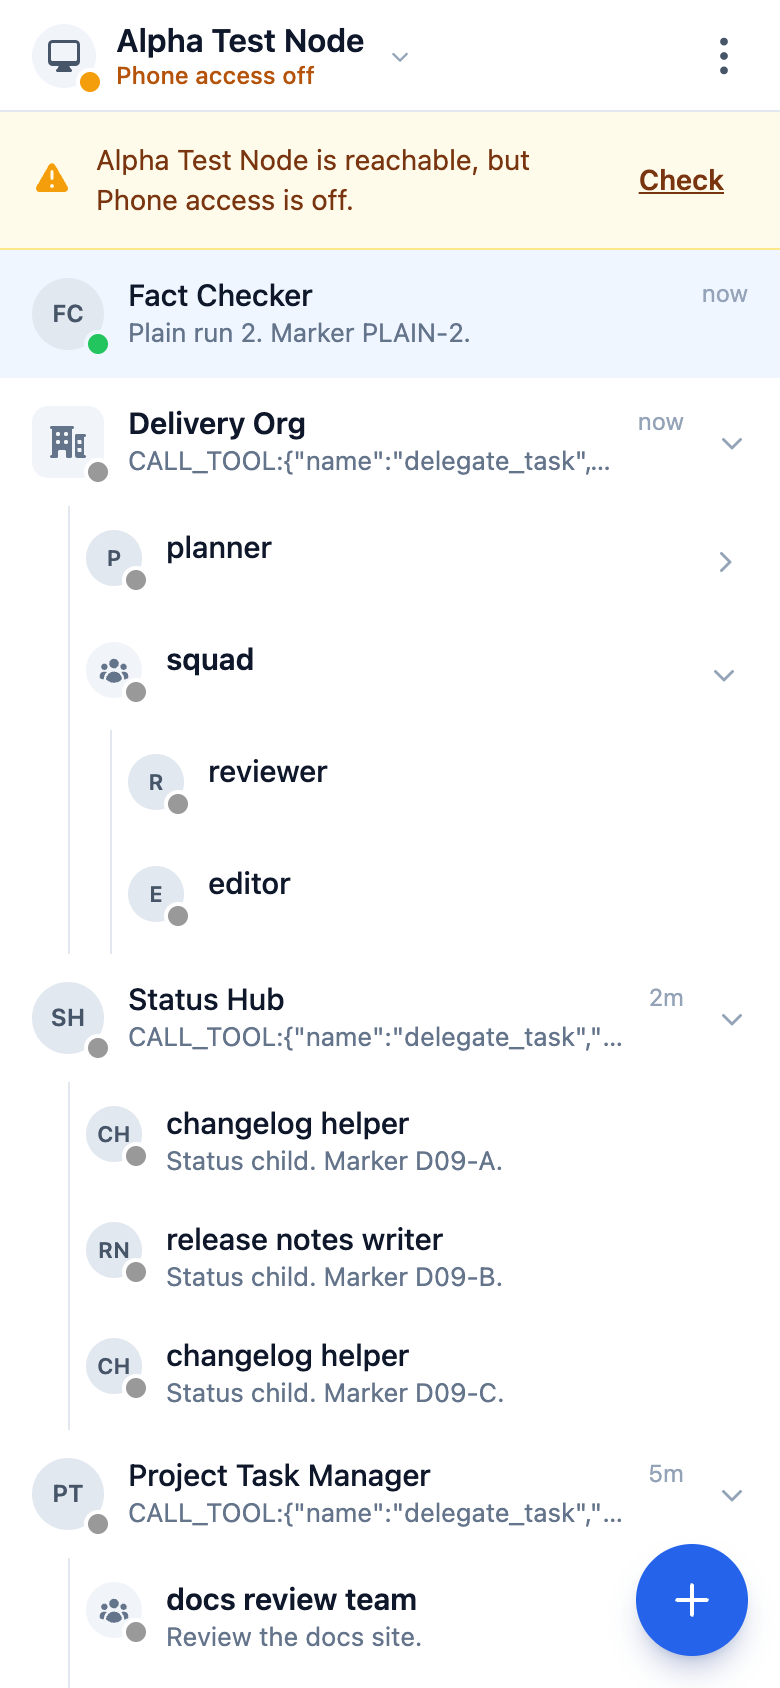 Alpha Test Node
Phone access off
Alpha Test Node is reachable, but
Phone access is off.
Check
FC
Fact Checker
now
Plain run 2. Marker PLAIN-2.
Delivery Org
now
CALL_TOOL:{"name":"delegate_task",...
P
planner
squad
R
reviewer
E
editor
SH
Status Hub
2m
CALL_TOOL:{"name":"delegate_task","...
CH
changelog helper
Status child. Marker D09-A.
RN
release notes writer
Status child. Marker D09-B.
CH
changelog helper
Status child. Marker D09-C.
PT
Project Task Manager
5m
CALL_TOOL:{"name":"delegate_task","...
docs review team
Review the docs site.